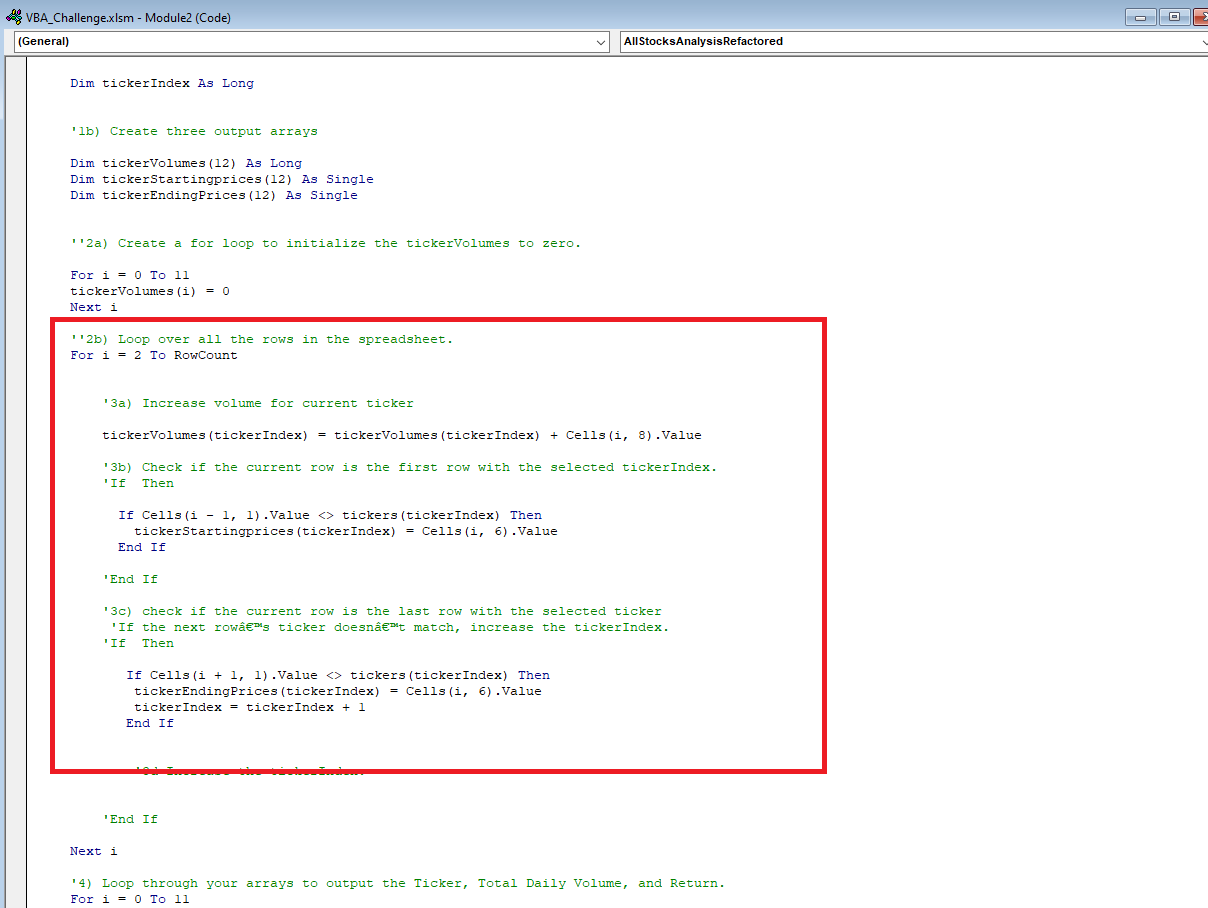 VBA_Challenge.xlsm - Module2 (Code)
(General)
AllStocksAnalysisRefactored
Dim tickerIndex As Long
'1b) Create three output arrays
Dim tickerVolumes(12) As Long
Dim tickerStartingprices(12) As Single
Dim tickerEndingPrices(12) As Single
''2a) Create a for loop to initialize the tickerVolumes to zero.
For i = 0 To 11
tickerVolumes(i) = 0
Next i
''2b) Loop over all the rows in the spreadsheet.
For i = 2 To RowCount
'3a) Increase volume for current ticker
tickerVolumes(tickerIndex) = tickerVolumes(tickerIndex) + Cells(i, 8).Value
'3b) Check if the current row is the first row with the selected tickerIndex.
'If  Then
If Cells(i - 1, 1).Value <> tickers(tickerIndex) Then
tickerStartingprices(tickerIndex) = Cells(i, 6).Value
End If
'End If
'3c) check if the current row is the last row with the selected ticker
'If the next rowâ€™s ticker doesnâ€™t match, increase the tickerIndex.
'If  Then
If Cells(i + 1, 1).Value <> tickers(tickerIndex) Then
tickerEndingPrices(tickerIndex) = Cells(i, 6).Value
tickerIndex = tickerIndex + 1
End If
'3d Increase the tickerIndex.
'End If
Next i
'4) Loop through your arrays to output the Ticker, Total Daily Volume, and Return.
For i = 0 To 11